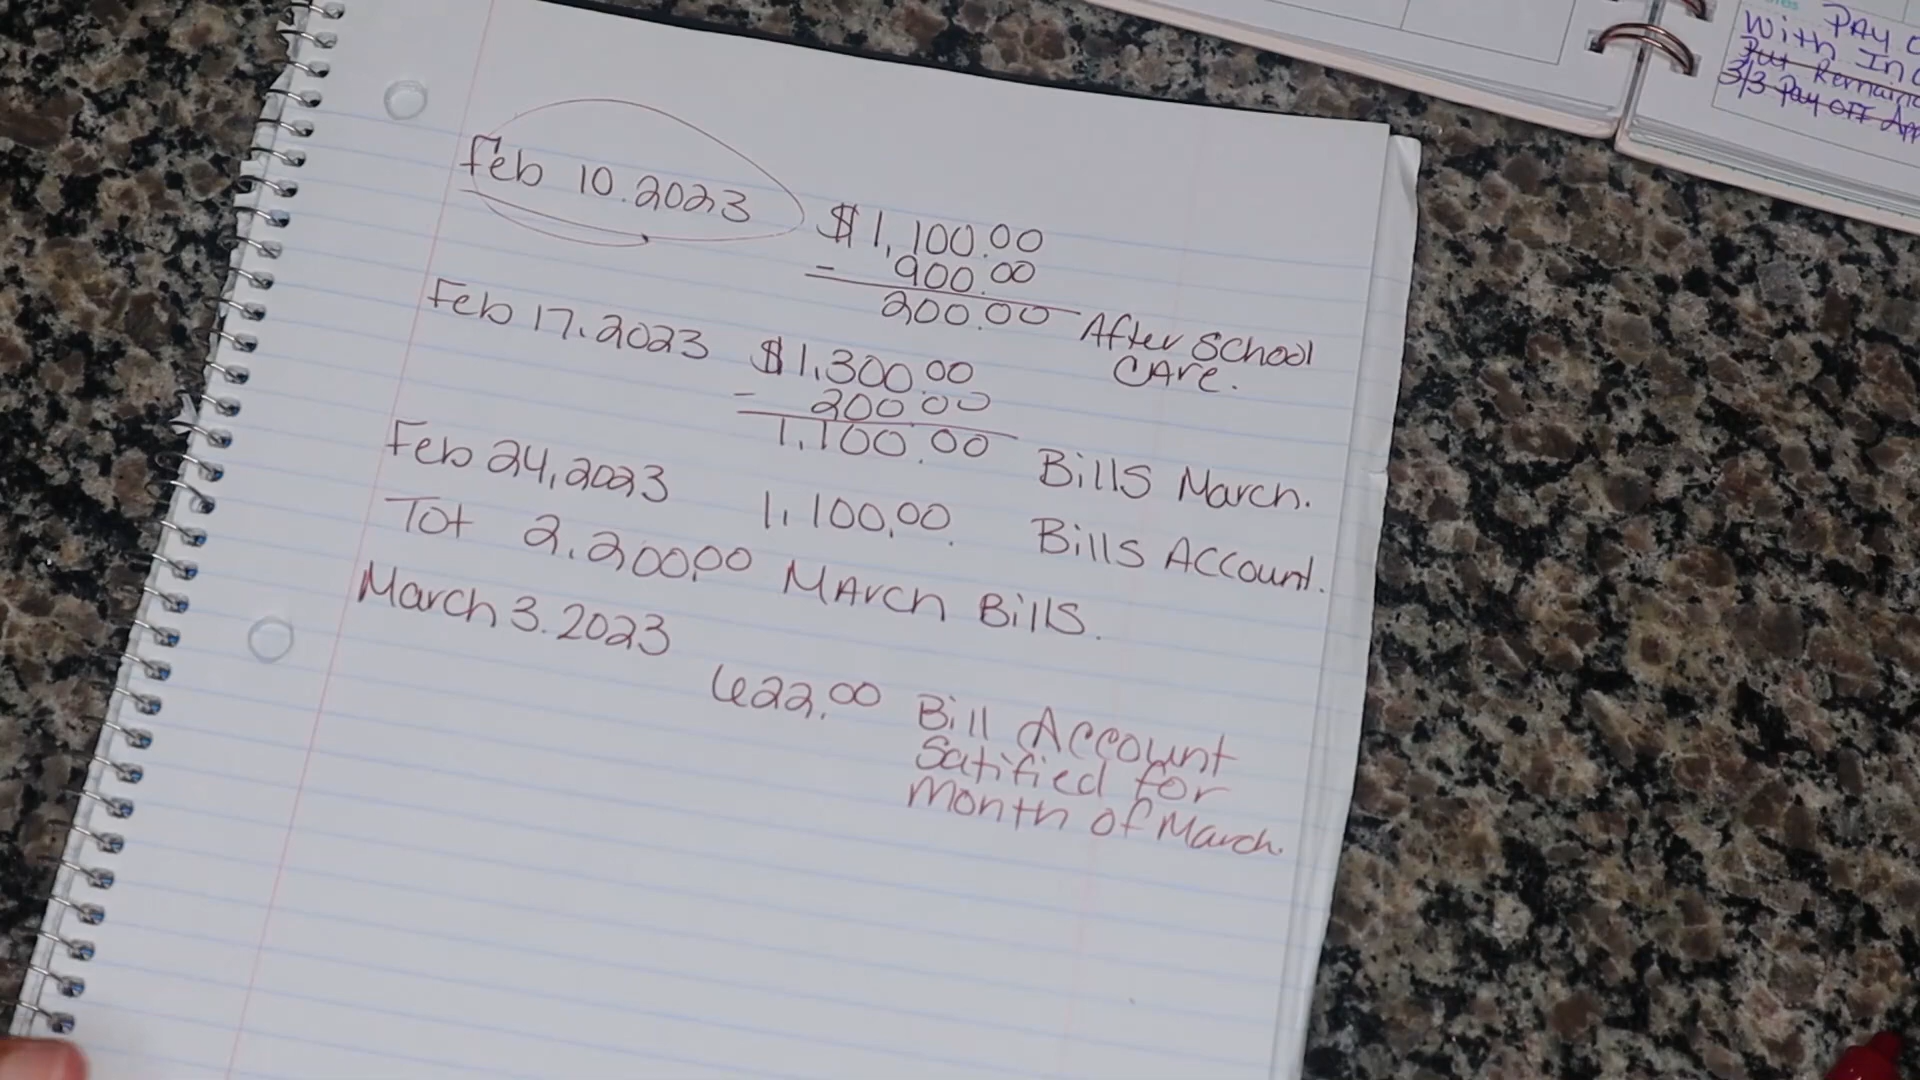 Feb 10.2023
$1,100.00
- 900.00
200.00 After School
CAre.
Feb 17.2023
$1,300.00
- 200.00
1,100.00 Bills March.
Feb 24,2023 1,100.00. Bills Account.
Tot 2,200.00 MArch Bills.
March 3.2023
622.00 Bill Account
Satified for
Month of March.
PAy
With In
Put Remain
3/3 Pay OFF